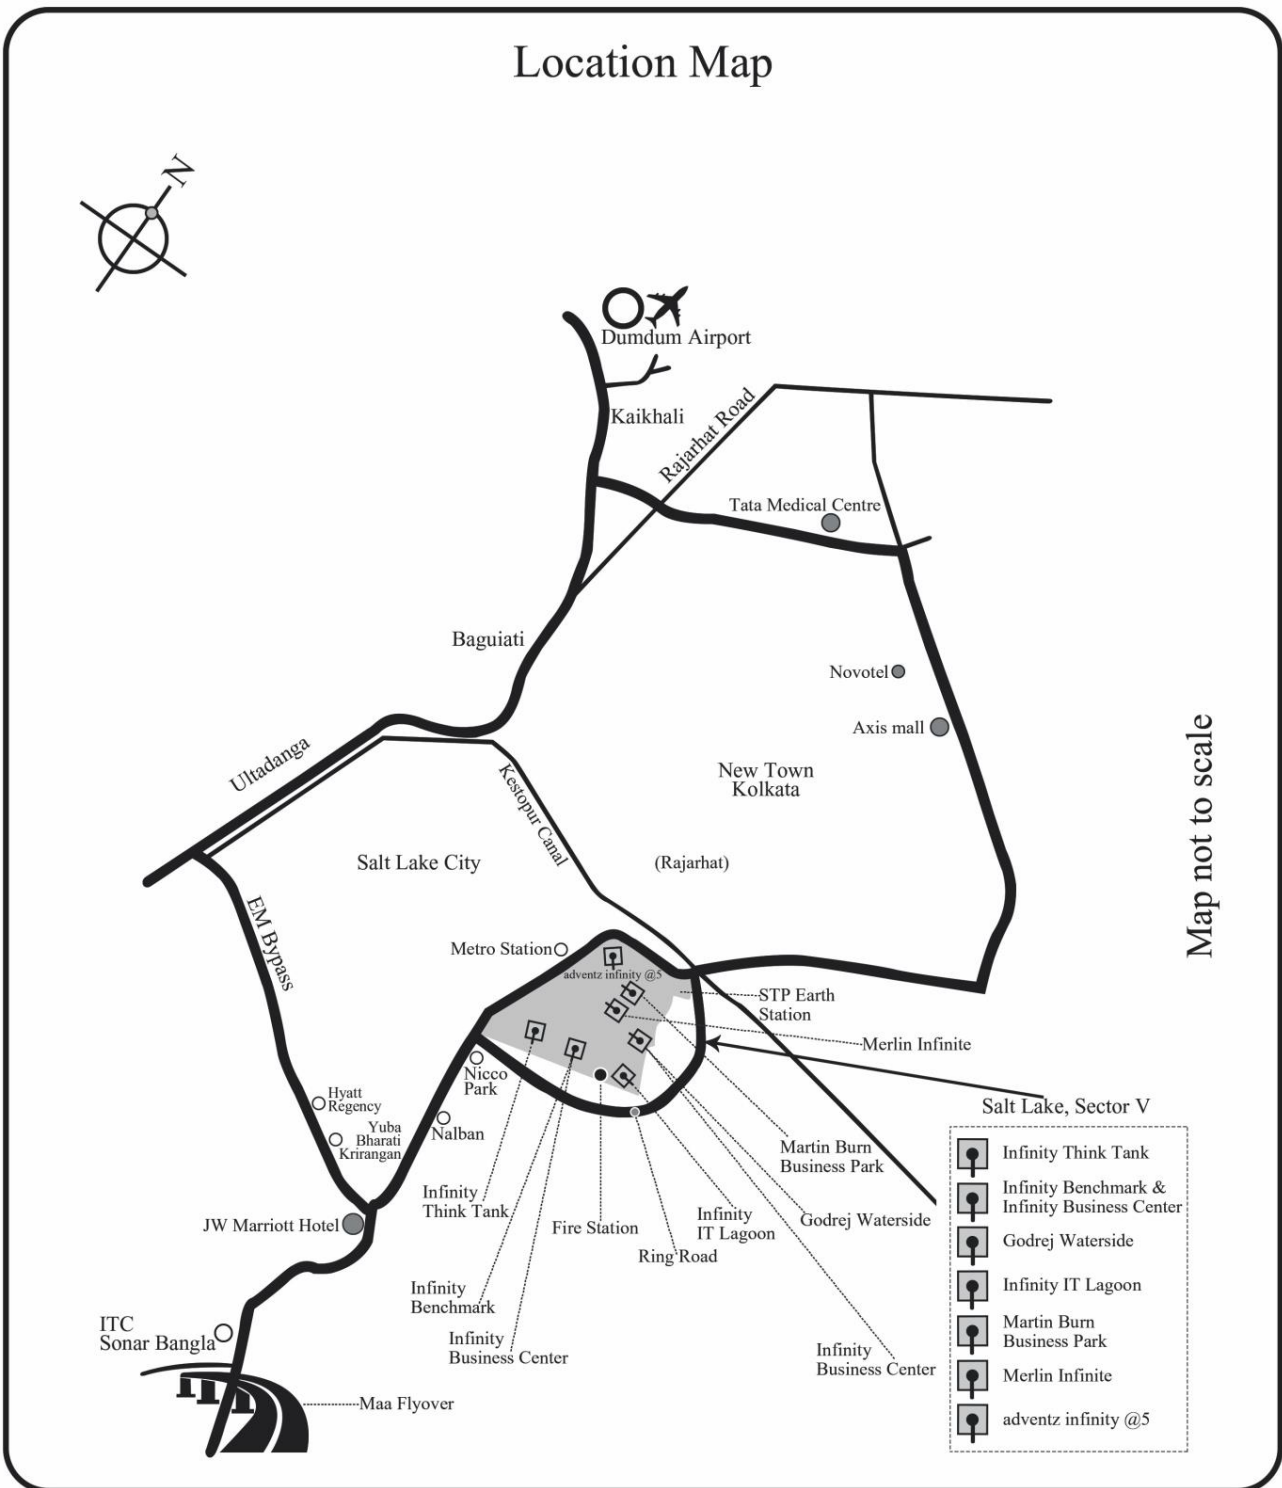 Location Map
N
Dumdum Airport
Kaikhali
Rajarhat Road
Tata Medical Centre
Baguiati
Novotel
Axis mall
Ultadanga
New Town
Kolkata
Kestopur Canal
Map not to scale
Salt Lake City
(Rajarhat)
EM Bypass
Metro Station
adventz infinity @5
STP Earth
Station
Merlin Infinite
Nicco
Park
Hyatt
Regency
Yuba
Bharati
Krirangan
Nalban
Salt Lake, Sector V
Martin Burn
Business Park
Infinity
Think Tank
JW Marriott Hotel
Fire Station
Infinity
IT Lagoon
Godrej Waterside
Ring Road
Infinity
Benchmark
Infinity
Business Center
Infinity
Business Center
ITC
Sonar Bangla
Maa Flyover
Infinity Think Tank
Infinity Benchmark &
Infinity Business Center
Godrej Waterside
Infinity IT Lagoon
Martin Burn
Business Park
Merlin Infinite
adventz infinity @5